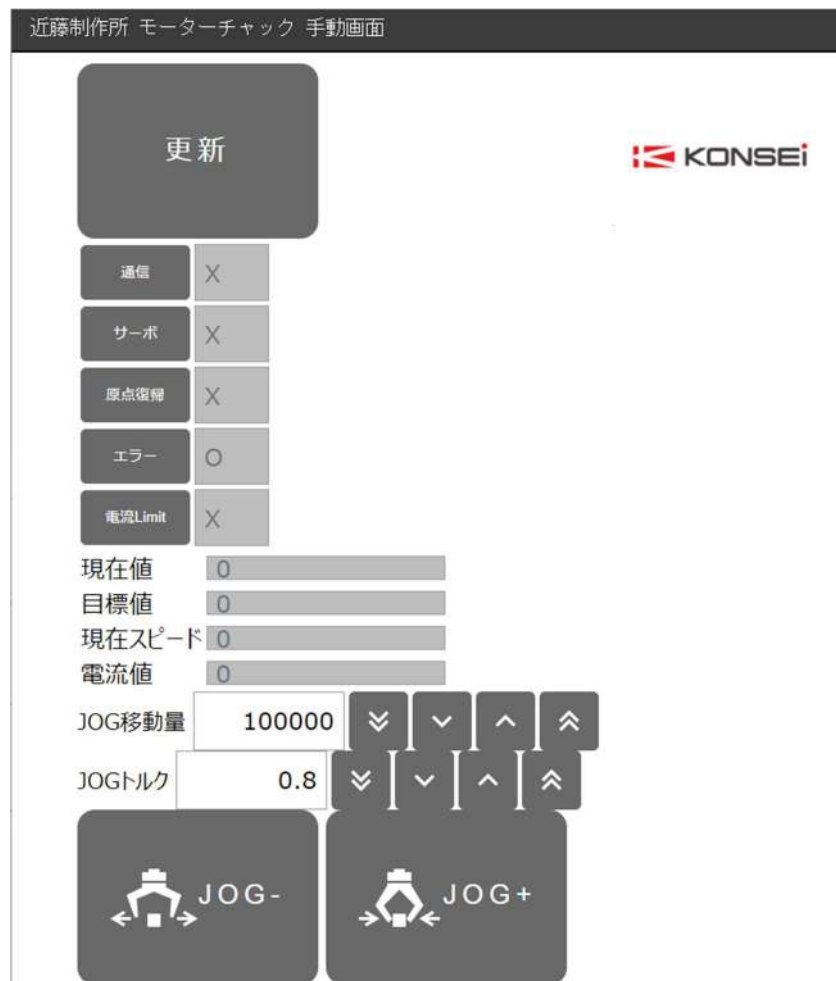 近藤制作所 モーターチャック 手動画面
更新
KONSEi
通信 X
サーボ X
原点復帰 X
エラー O
電流Limit X
現在値 0
目標値 0
現在スピード 0
電流値 0
JOG移動量 100000
JOGトルク 0.8
JOG- JOG+